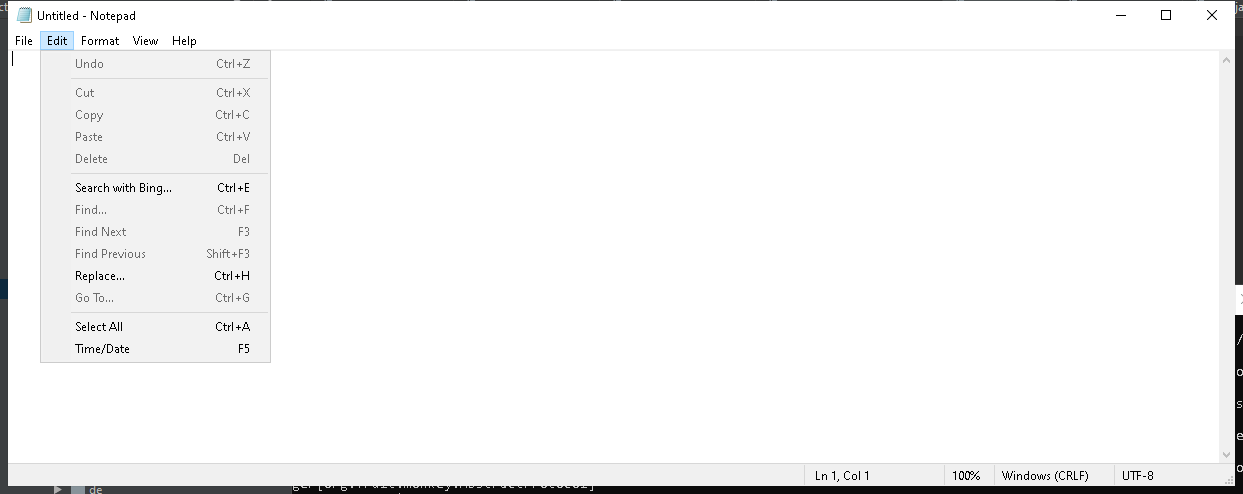 Untitled - Notepad
File Edit Format View Help
Undo Ctrl+Z
Cut Ctrl+X
Copy Ctrl+C
Paste Ctrl+V
Delete Del
Search with Bing... Ctrl+E
Find... Ctrl+F
Find Next F3
Find Previous Shift+F3
Replace... Ctrl+H
Go To... Ctrl+G
Select All Ctrl+A
Time/Date F5
Ln 1, Col 1 100% Windows (CRLF) UTF-8
de